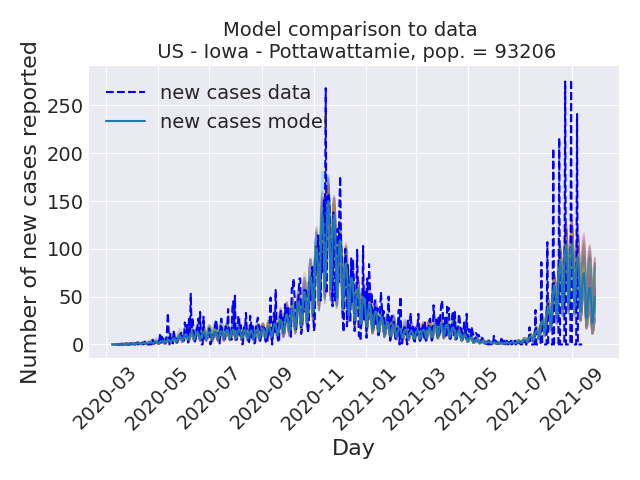 Model comparison to data
US - Iowa - Pottawattamie, pop. = 93206
Number of new cases reported
250
200
150
100
50
0
new cases data
new cases model
2020-03
2020-05
2020-07
2020-09
2020-11
2021-01
2021-03
2021-05
2021-07
2021-09
Day